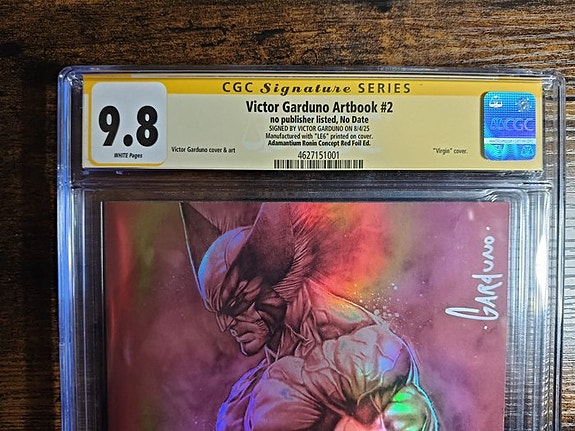 CGC Signature SERIES
9.8
WHITE Pages
Victor Garduno Artbook #2
no publisher listed, No Date
SIGNED BY VICTOR GARDUNO ON 8/4/25
Manufactured with "LE6" printed on cover.
Adamantium Ronin Concept Red Foil Ed.
Victor Garduno cover & art
"Virgin" cover.
4627151001
CGC
GARDUNO